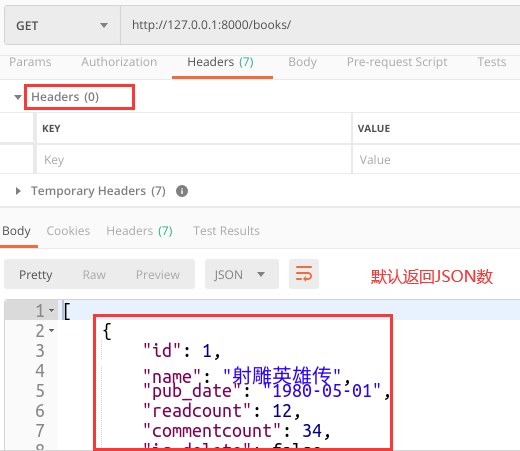 GET http://127.0.0.1:8000/books/
Params Authorization Headers (7) Body Pre-request Script Tests
Headers (0)
KEY VALUE
Key Value
Temporary Headers (7)
Body Cookies Headers (7) Test Results
Pretty Raw Preview JSON
默认返回JSON数
1 [
2 {
3 "id": 1,
4 "name": "射雕英雄传",
5 "pub_date": "1980-05-01",
6 "readcount": 12,
7 "commentcount": 34,
8 "is_delete": false